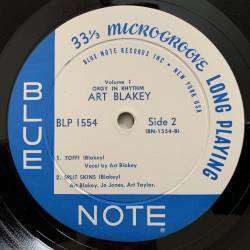 33⅓ MICROGROOVE LONG PLAYING
BLUE NOTE RECORDS INC • NEW YORK USA
Volume 1
ORGY IN RHYTHM
ART BLAKEY
BLP 1554
Side 2
(BN-1554-B)
1. TOFFI (Blakey)
Vocal by Art Blakey
2. SPLIT SKINS (Blakey)
Art Blakey, Jo Jones, Art Taylor,
BLUE
NOTE